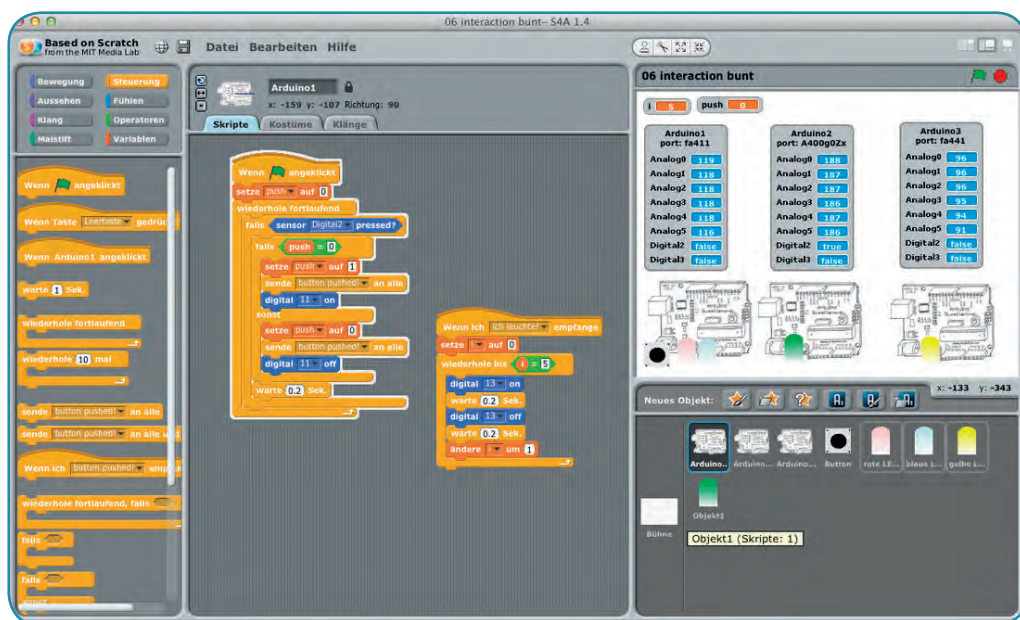 06 interaction bunt– S4A 1.4
Based on Scratch
from the MIT Media Lab
Datei Bearbeiten Hilfe
Bewegung Steuerung
Aussehen Fühlen
Klang Operatoren
Malstift Variablen
Wenn angeklickt
Wenn Taste Leertaste gedrück
Wenn Arduino1 angeklickt
warte 1 Sek.
wiederhole fortlaufend
wiederhole 10 mal
sende button pushed! an alle
sende button pushed! an alle und
Wenn ich button pushed! empfa
wiederhole fortlaufend, falls
falls
falls
sonst
Arduino1
x: -159 y: -107 Richtung: 90
Skripte Kostüme Klänge
Wenn angeklickt
setze push auf 0
wiederhole fortlaufend
falls sensor Digital2 pressed?
falls push = 0
setze push auf 1
sende button pushed! an alle
digital 11 on
sonst
setze push auf 0
sende button pushed! an alle
digital 11 off
warte 0.2 Sek.
Wenn ich ich leuchte! empfange
setze i auf 0
wiederhole bis i = 5
digital 13 on
warte 0.2 Sek.
digital 13 off
warte 0.2 Sek.
ändere i um 1
06 interaction bunt
i 5 push 0
Arduino1
port: fa411
Analog0 119
Analog1 118
Analog2 118
Analog3 118
Analog4 118
Analog5 116
Digital2 false
Digital3 false
Arduino2
port: A400g0Zx
Analog0 188
Analog1 187
Analog2 187
Analog3 186
Analog4 187
Analog5 186
Digital2 true
Digital3 false
Arduino3
port: fa441
Analog0 96
Analog1 96
Analog2 96
Analog3 95
Analog4 94
Analog5 91
Digital2 false
Digital3 false
x: -133 y: -343
Neues Objekt:
Arduino.. Arduino... Arduino... Button rote LE... blaue L... gelbe L...
Objekt1
Bühne
Objekt1 (Skripte: 1)